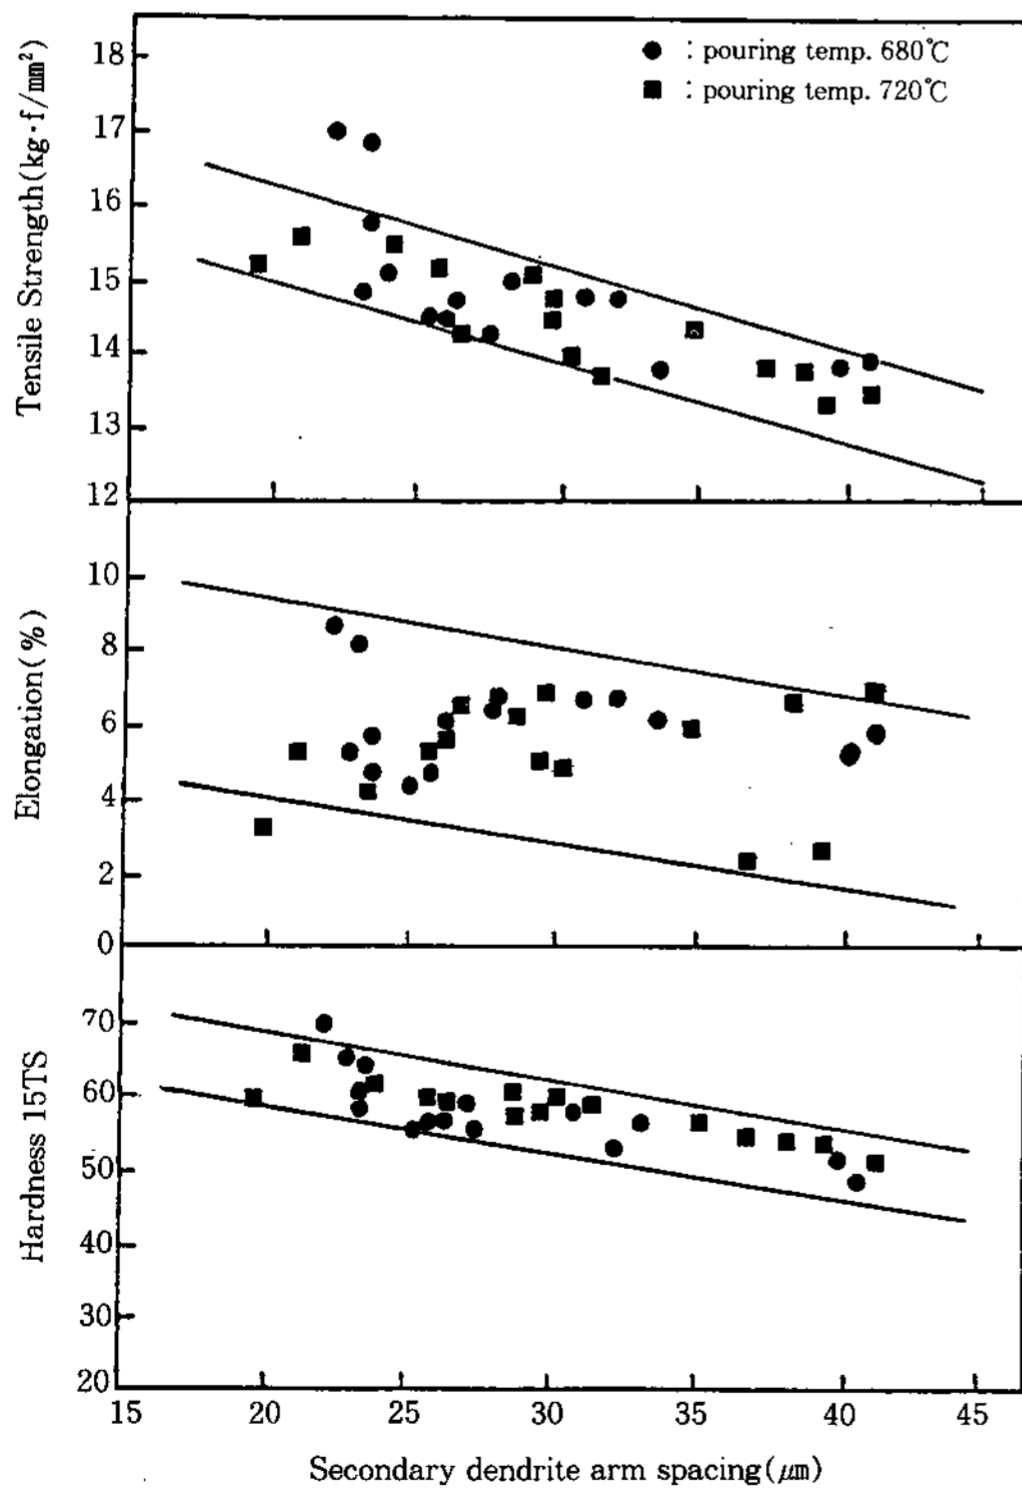 : pouring temp. 680℃
: pouring temp. 720℃
Tensile Strength(kg·f/mm²)
18
17
16
15
14
13
12
Elongation(%)
10
8
6
4
2
0
Hardness 15TS
70
60
50
40
30
20
15 20 25 30 35 40 45
Secondary dendrite arm spacing(μm)